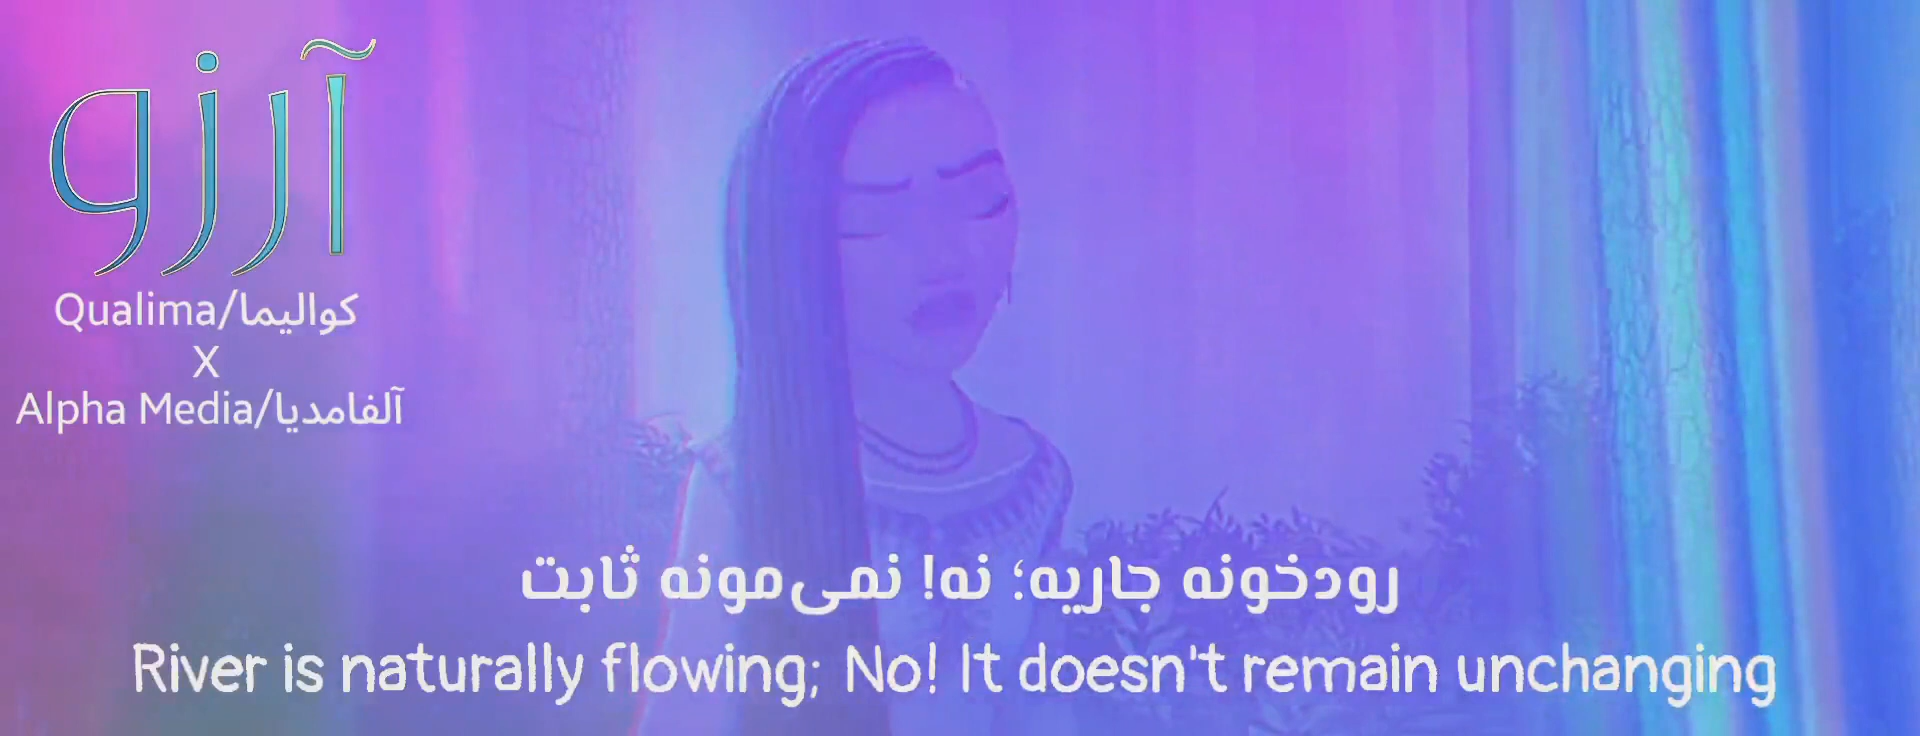 آرزو
Qualima/کوالیما
X
Alpha Media/آلفامدیا
رودخونه جاریه؛ نه! نمی‌مونه ثابت
River is naturally flowing; No! It doesn't remain unchanging